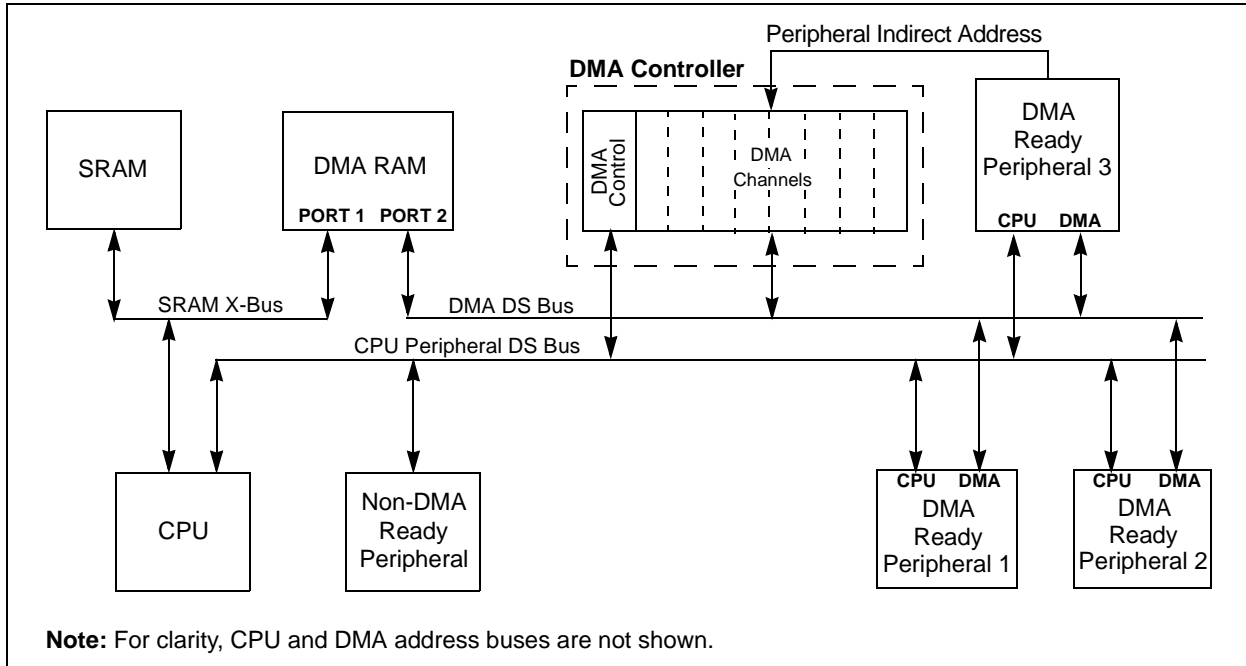 Peripheral Indirect Address
DMA Controller
SRAM
DMA RAM
PORT 1 PORT 2
DMA
Control
DMA
Channels
DMA
Ready
Peripheral 3
CPU DMA
SRAM X-Bus
DMA DS Bus
CPU Peripheral DS Bus
CPU
Non-DMA
Ready
Peripheral
CPU DMA
DMA
Ready
Peripheral 1
CPU DMA
DMA
Ready
Peripheral 2
Note: For clarity, CPU and DMA address buses are not shown.